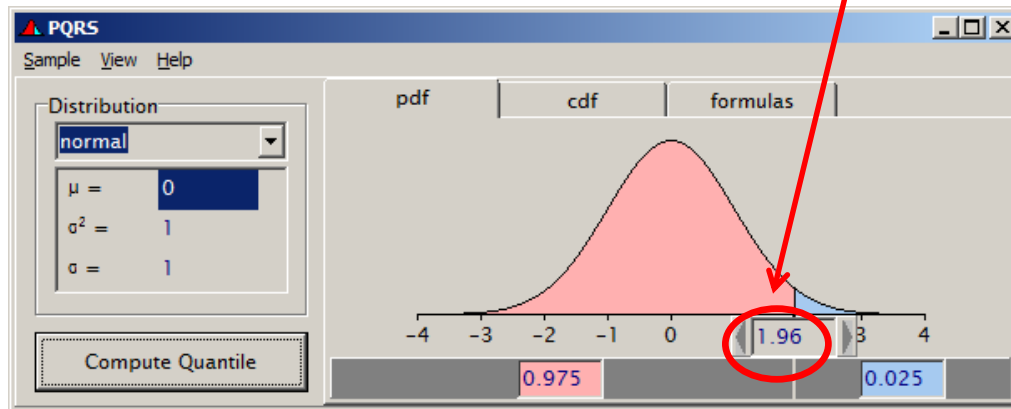 PQRS
Sample View Help
Distribution
normal
μ = 0
σ² = 1
σ = 1
Compute Quantile
pdf cdf formulas
-4 -3 -2 -1 0 1.96 3 4
0.975 0.025